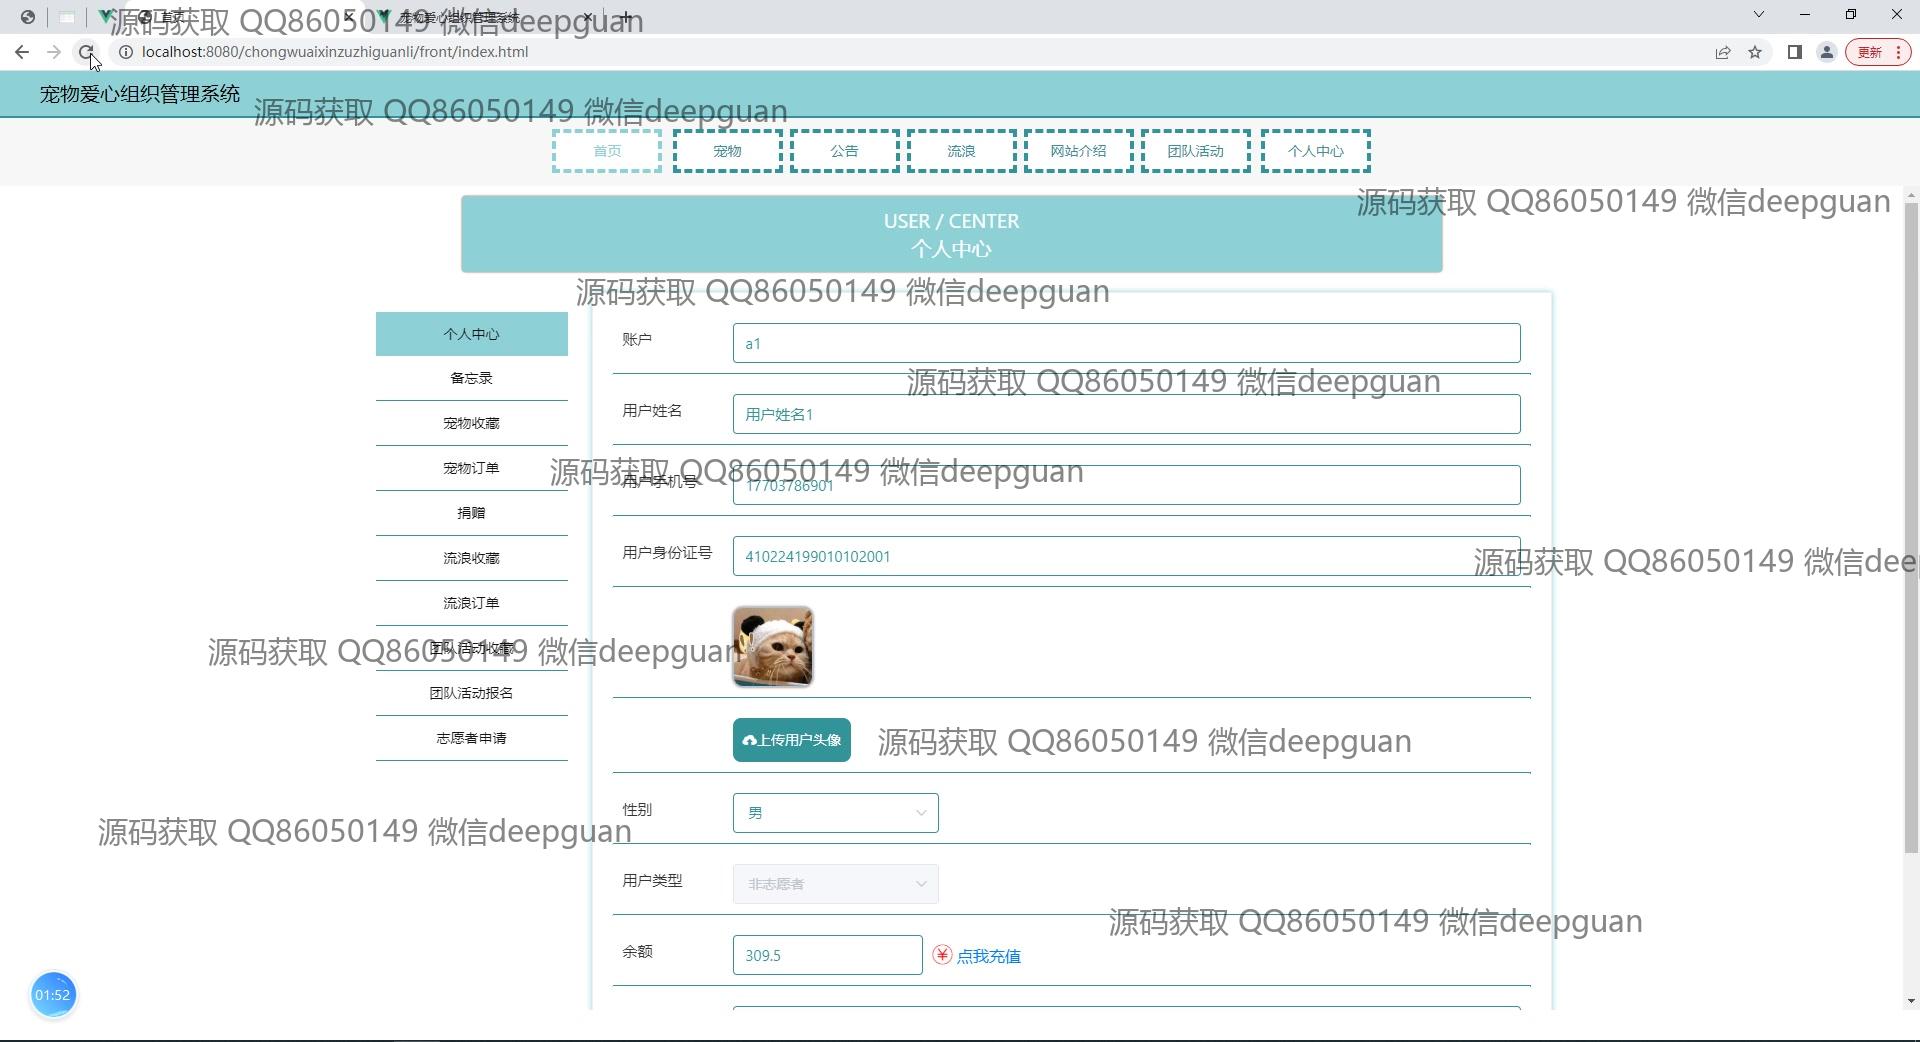 首页
宠物爱心组织管理系统
源码获取 QQ86050149 微信deepguan
localhost:8080/chongwuaixinzuzhiguanli/front/index.html
更新
宠物爱心组织管理系统
源码获取 QQ86050149 微信deepguan
首页
宠物
公告
流浪
网站介绍
团队活动
个人中心
源码获取 QQ86050149 微信deepguan
USER / CENTER
个人中心
源码获取 QQ86050149 微信deepguan
个人中心
备忘录
宠物收藏
宠物订单
捐赠
流浪收藏
流浪订单
团队活动收藏
团队活动报名
志愿者申请
账户
a1
源码获取 QQ86050149 微信deepguan
用户姓名
用户姓名1
源码获取 QQ86050149 微信deepguan
用户手机号
17703786901
用户身份证号
410224199010102001
源码获取 QQ86050149 微信dee
源码获取 QQ86050149 微信deepguan
上传用户头像
源码获取 QQ86050149 微信deepguan
性别
男
源码获取 QQ86050149 微信deepguan
用户类型
非志愿者
源码获取 QQ86050149 微信deepguan
余额
309.5
¥ 点我充值
01:52